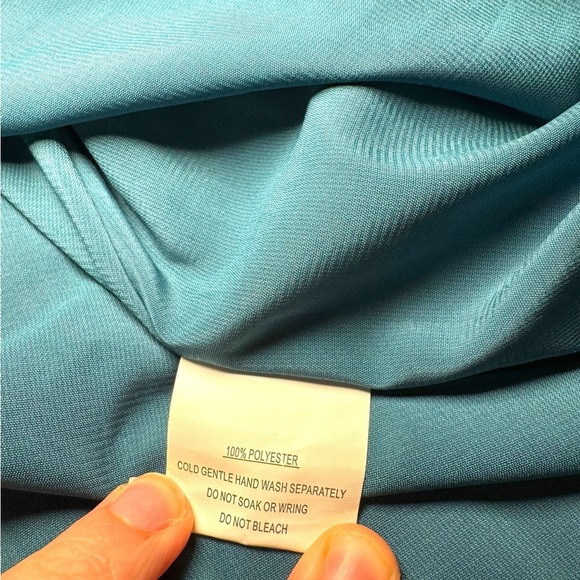 100% POLYESTER
COLD GENTLE HAND WASH SEPARATELY
DO NOT SOAK OR WRING
DO NOT BLEACH